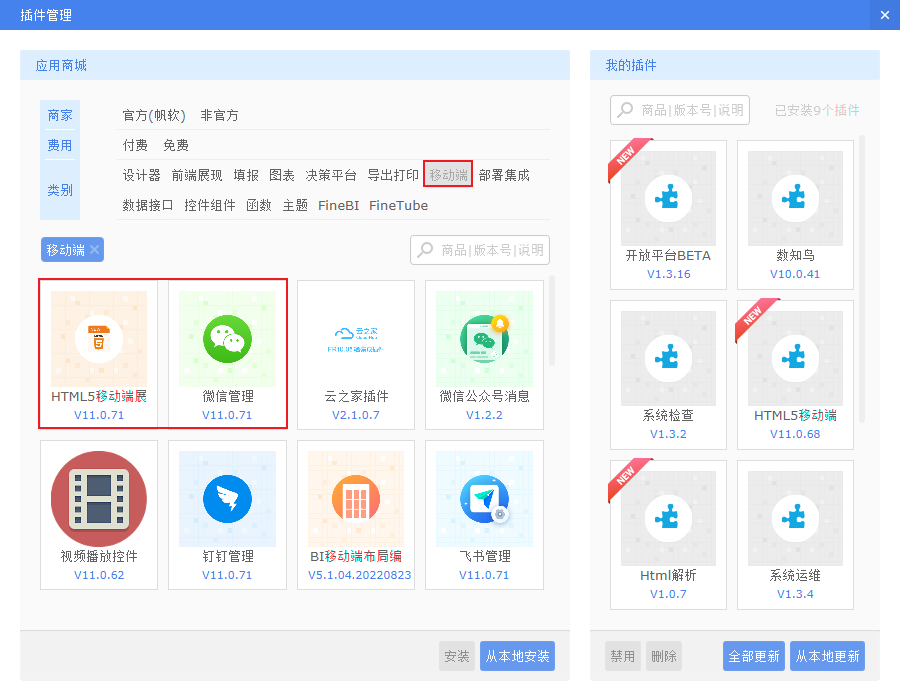 插件管理
应用商城
商家
官方(帆软) 非官方
费用
付费 免费
类别
设计器 前端展现 填报 图表 决策平台 导出打印 移动端 部署集成
数据接口 控件组件 函数 主题 FineBI FineTube
移动端
商品|版本号|说明
HTML5移动端展
V11.0.71
微信管理
V11.0.71
云之家
云之家插件
V2.1.0.7
微信公众号消息
V1.2.2
视频播放控件
V11.0.62
钉钉管理
V11.0.71
BI移动端布局编
V5.1.04.20220823
飞书管理
V11.0.71
安装
从本地安装
我的插件
商品|版本号|说明
已安装9个插件
NEW
开放平台BETA
V1.3.16
数知鸟
V10.0.41
系统检查
V1.3.2
NEW
HTML5移动端
V11.0.68
NEW
Html解析
V1.0.7
系统运维
V1.3.4
禁用
删除
全部更新
从本地更新